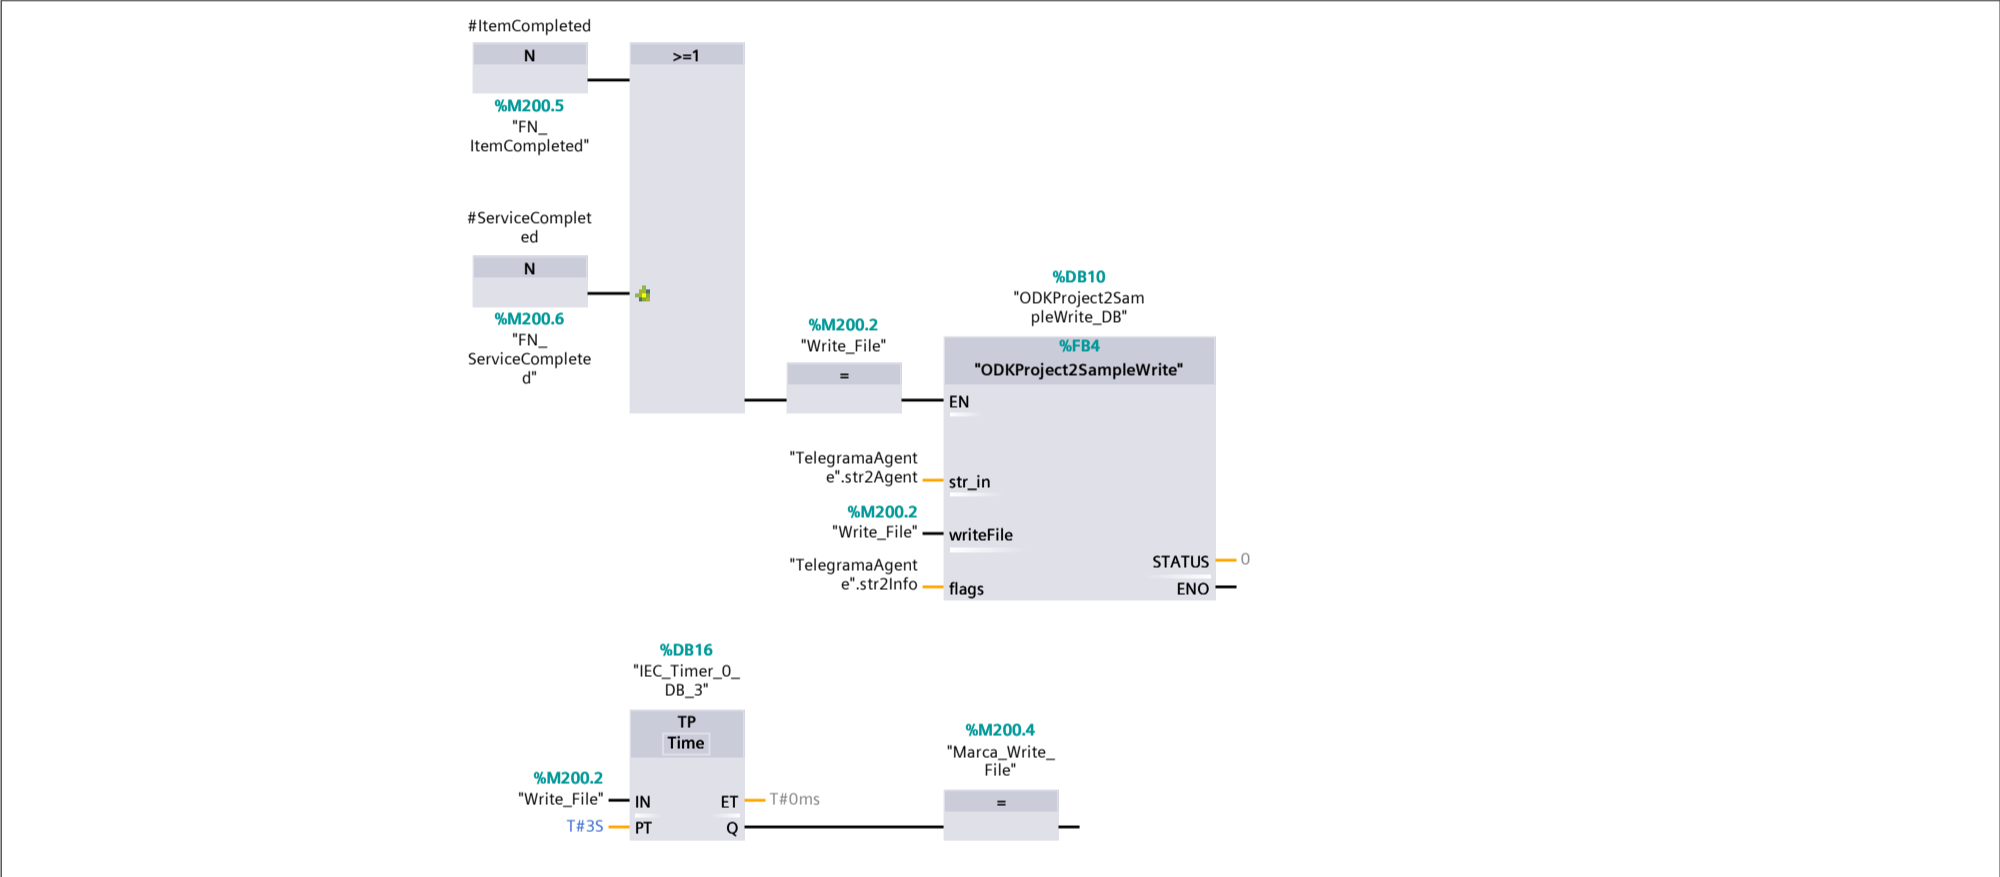 #ItemCompleted
N
%M200.5
"FN_
ItemCompleted"
>=1
#ServiceComplet
ed
N
%M200.6
"FN_
ServiceComplete
d"
%M200.2
"Write_File"
=
%DB10
"ODKProject2Sam
pleWrite_DB"
%FB4
"ODKProject2SampleWrite"
EN
"TelegramaAgent
e".str2Agent
str_in
%M200.2
"Write_File"
writeFile
"TelegramaAgent
e".str2Info
flags
STATUS
0
ENO
%DB16
"IEC_Timer_0_
DB_3"
TP
Time
%M200.2
"Write_File"
IN
ET
T#0ms
T#3S
PT
Q
%M200.4
"Marca_Write_
File"
=